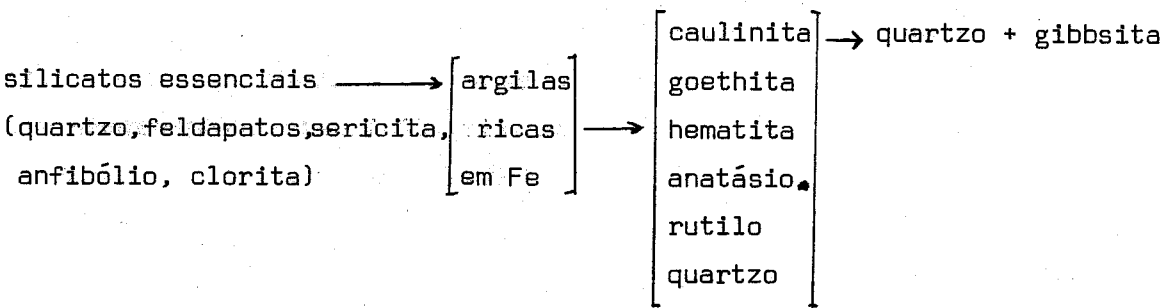 caulinita → quartzo + gibbsita
silicatos essenciais → argilas goethita
(quartzo,feldapatos,sericita, ricas → hematita
anfibólio, clorita) em Fe anatásio.
rutilo
quartzo